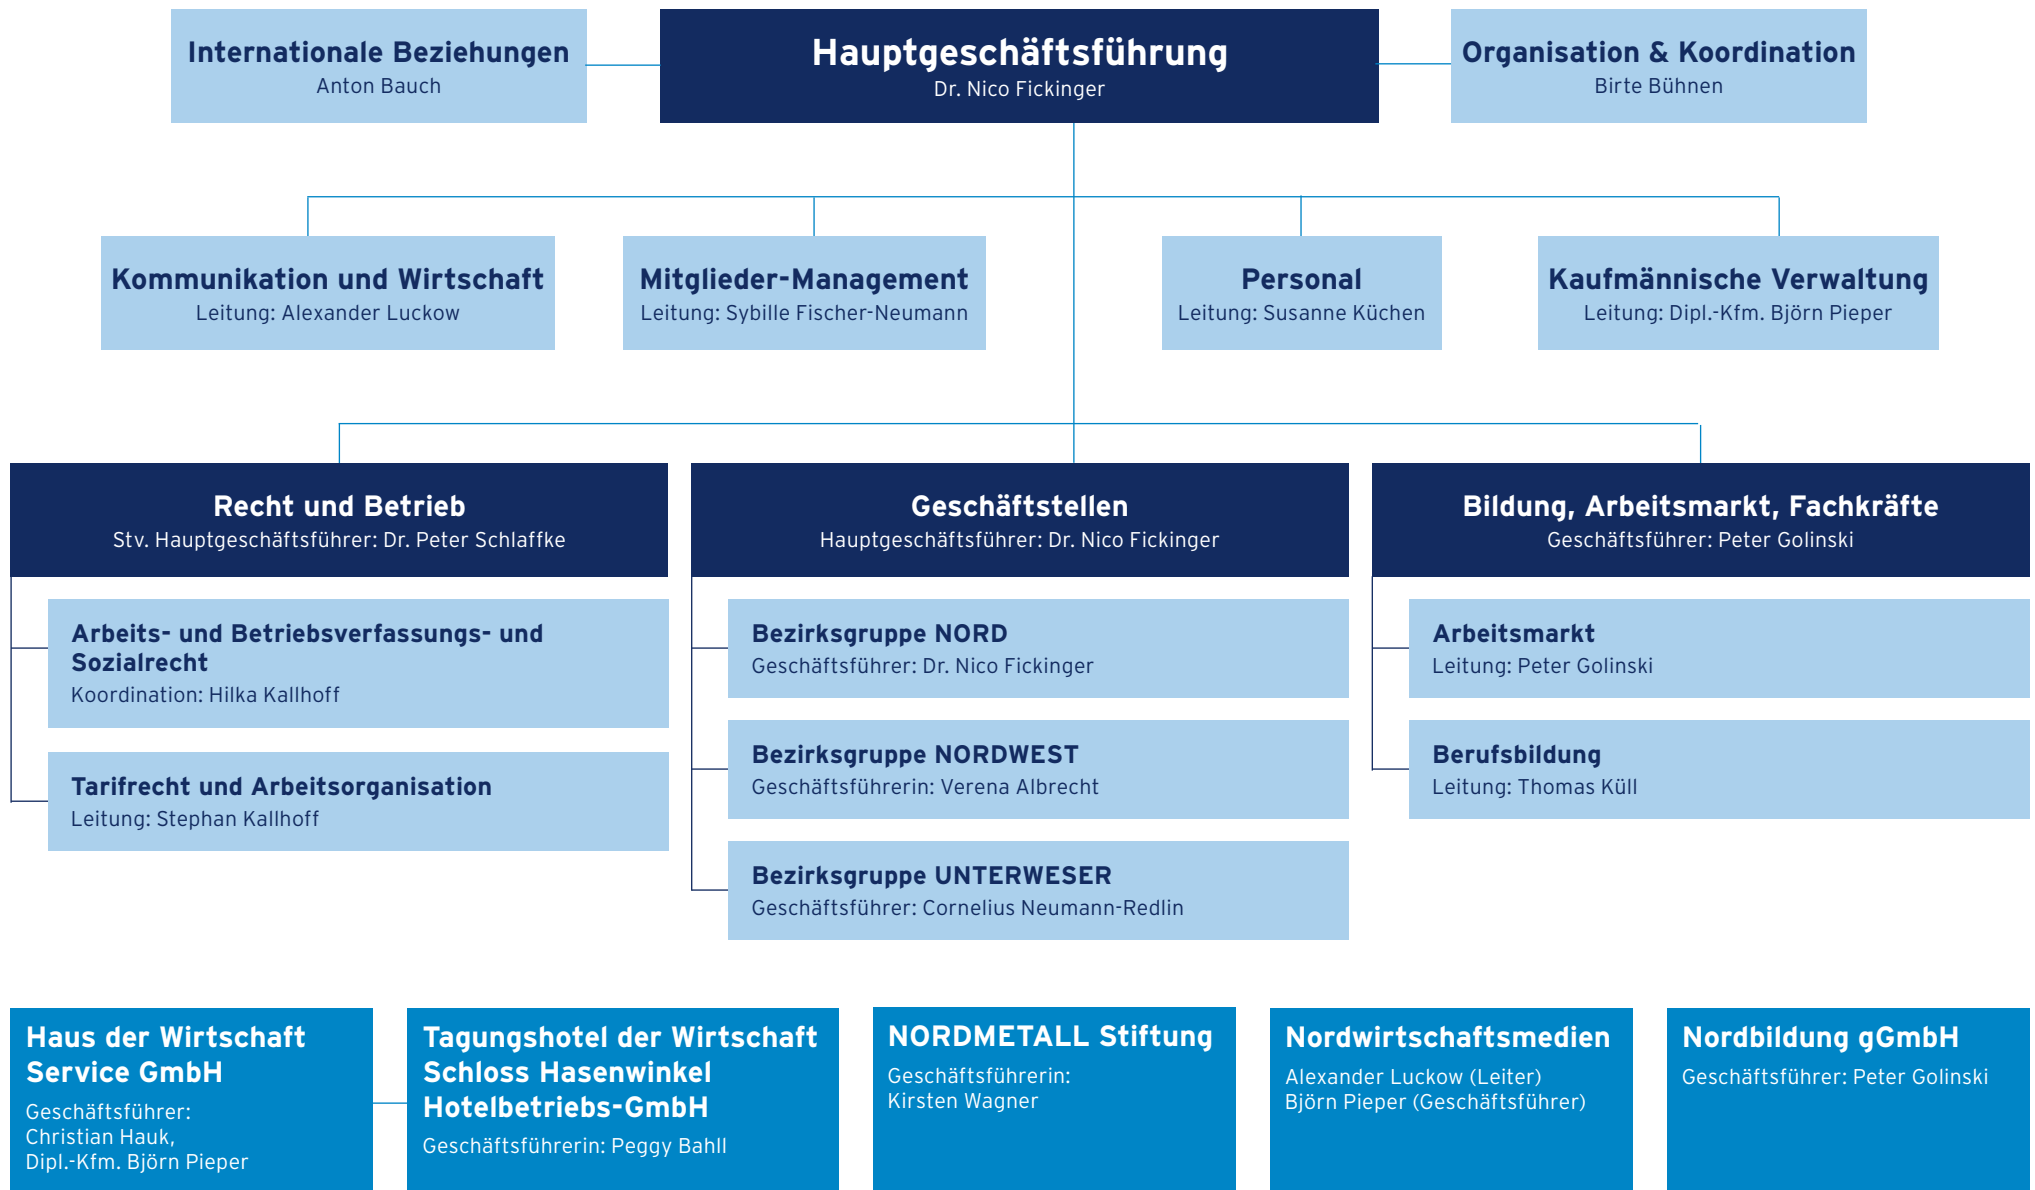 Internationale Beziehungen
Anton Bauch
Hauptgeschäftsführung
Dr. Nico Fickinger
Organisation & Koordination
Birte Bühnen
Kommunikation und Wirtschaft
Leitung: Alexander Luckow
Mitglieder-Management
Leitung: Sybille Fischer-Neumann
Personal
Leitung: Susanne Küchen
Kaufmännische Verwaltung
Leitung: Dipl.-Kfm. Björn Pieper
Recht und Betrieb
Stv. Hauptgeschäftsführer: Dr. Peter Schlaffke
Arbeits- und Betriebsverfassungs- und
Sozialrecht
Koordination: Hilka Kallhoff
Tarifrecht und Arbeitsorganisation
Leitung: Stephan Kallhoff
Geschäftstellen
Hauptgeschäftsführer: Dr. Nico Fickinger
Bezirksgruppe NORD
Geschäftsführer: Dr. Nico Fickinger
Bezirksgruppe NORDWEST
Geschäftsführerin: Verena Albrecht
Bezirksgruppe UNTERWESER
Geschäftsführer: Cornelius Neumann-Redlin
Bildung, Arbeitsmarkt, Fachkräfte
Geschäftsführer: Peter Golinski
Arbeitsmarkt
Leitung: Peter Golinski
Berufsbildung
Leitung: Thomas Küll
Haus der Wirtschaft
Service GmbH
Geschäftsführer:
Christian Hauk,
Dipl.-Kfm. Björn Pieper
Tagungshotel der Wirtschaft
Schloss Hasenwinkel
Hotelbetriebs-GmbH
Geschäftsführerin: Peggy Bahll
NORDMETALL Stiftung
Geschäftsführerin:
Kirsten Wagner
Nordwirtschaftsmedien
Alexander Luckow (Leiter)
Björn Pieper (Geschäftsführer)
Nordbildung gGmbH
Geschäftsführer: Peter Golinski